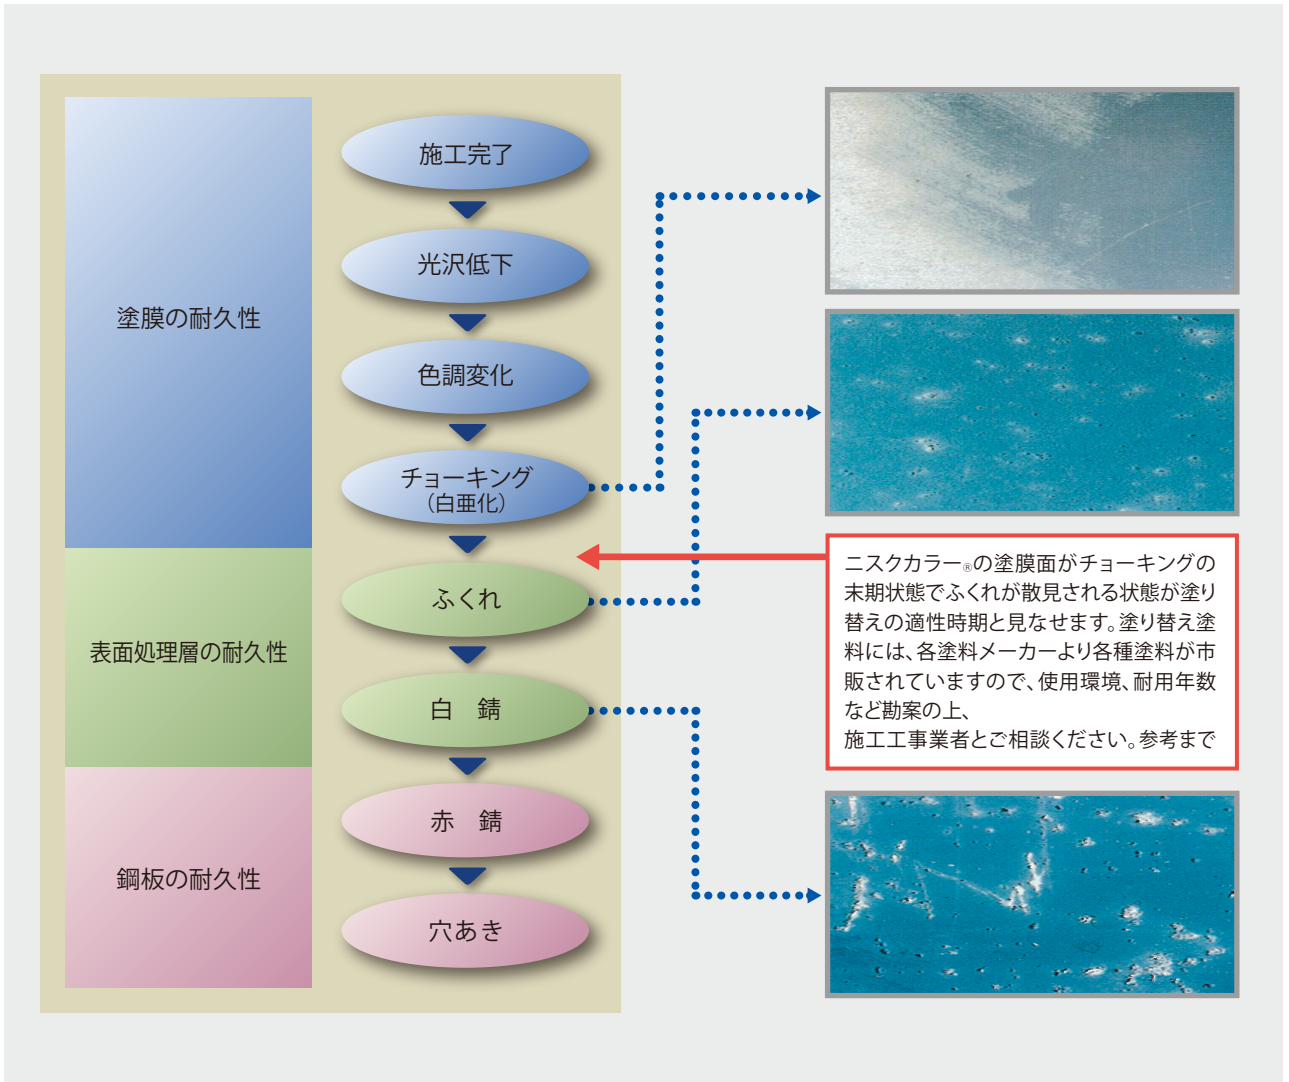 塗膜の耐久性
表面処理層の耐久性
鋼板の耐久性
施工完了
光沢低下
色調変化
チョーキング
（白亜化）
ふくれ
白　錆
赤　錆
穴あき
ニスクカラー®の塗膜面がチョーキングの
末期状態でふくれが散見される状態が塗り
替えの適性時期と見なせます。塗り替え塗
料には、各塗料メーカーより各種塗料が市
販されていますので、使用環境、耐用年数
など勘案の上、
施工工事業者とご相談ください。参考まで